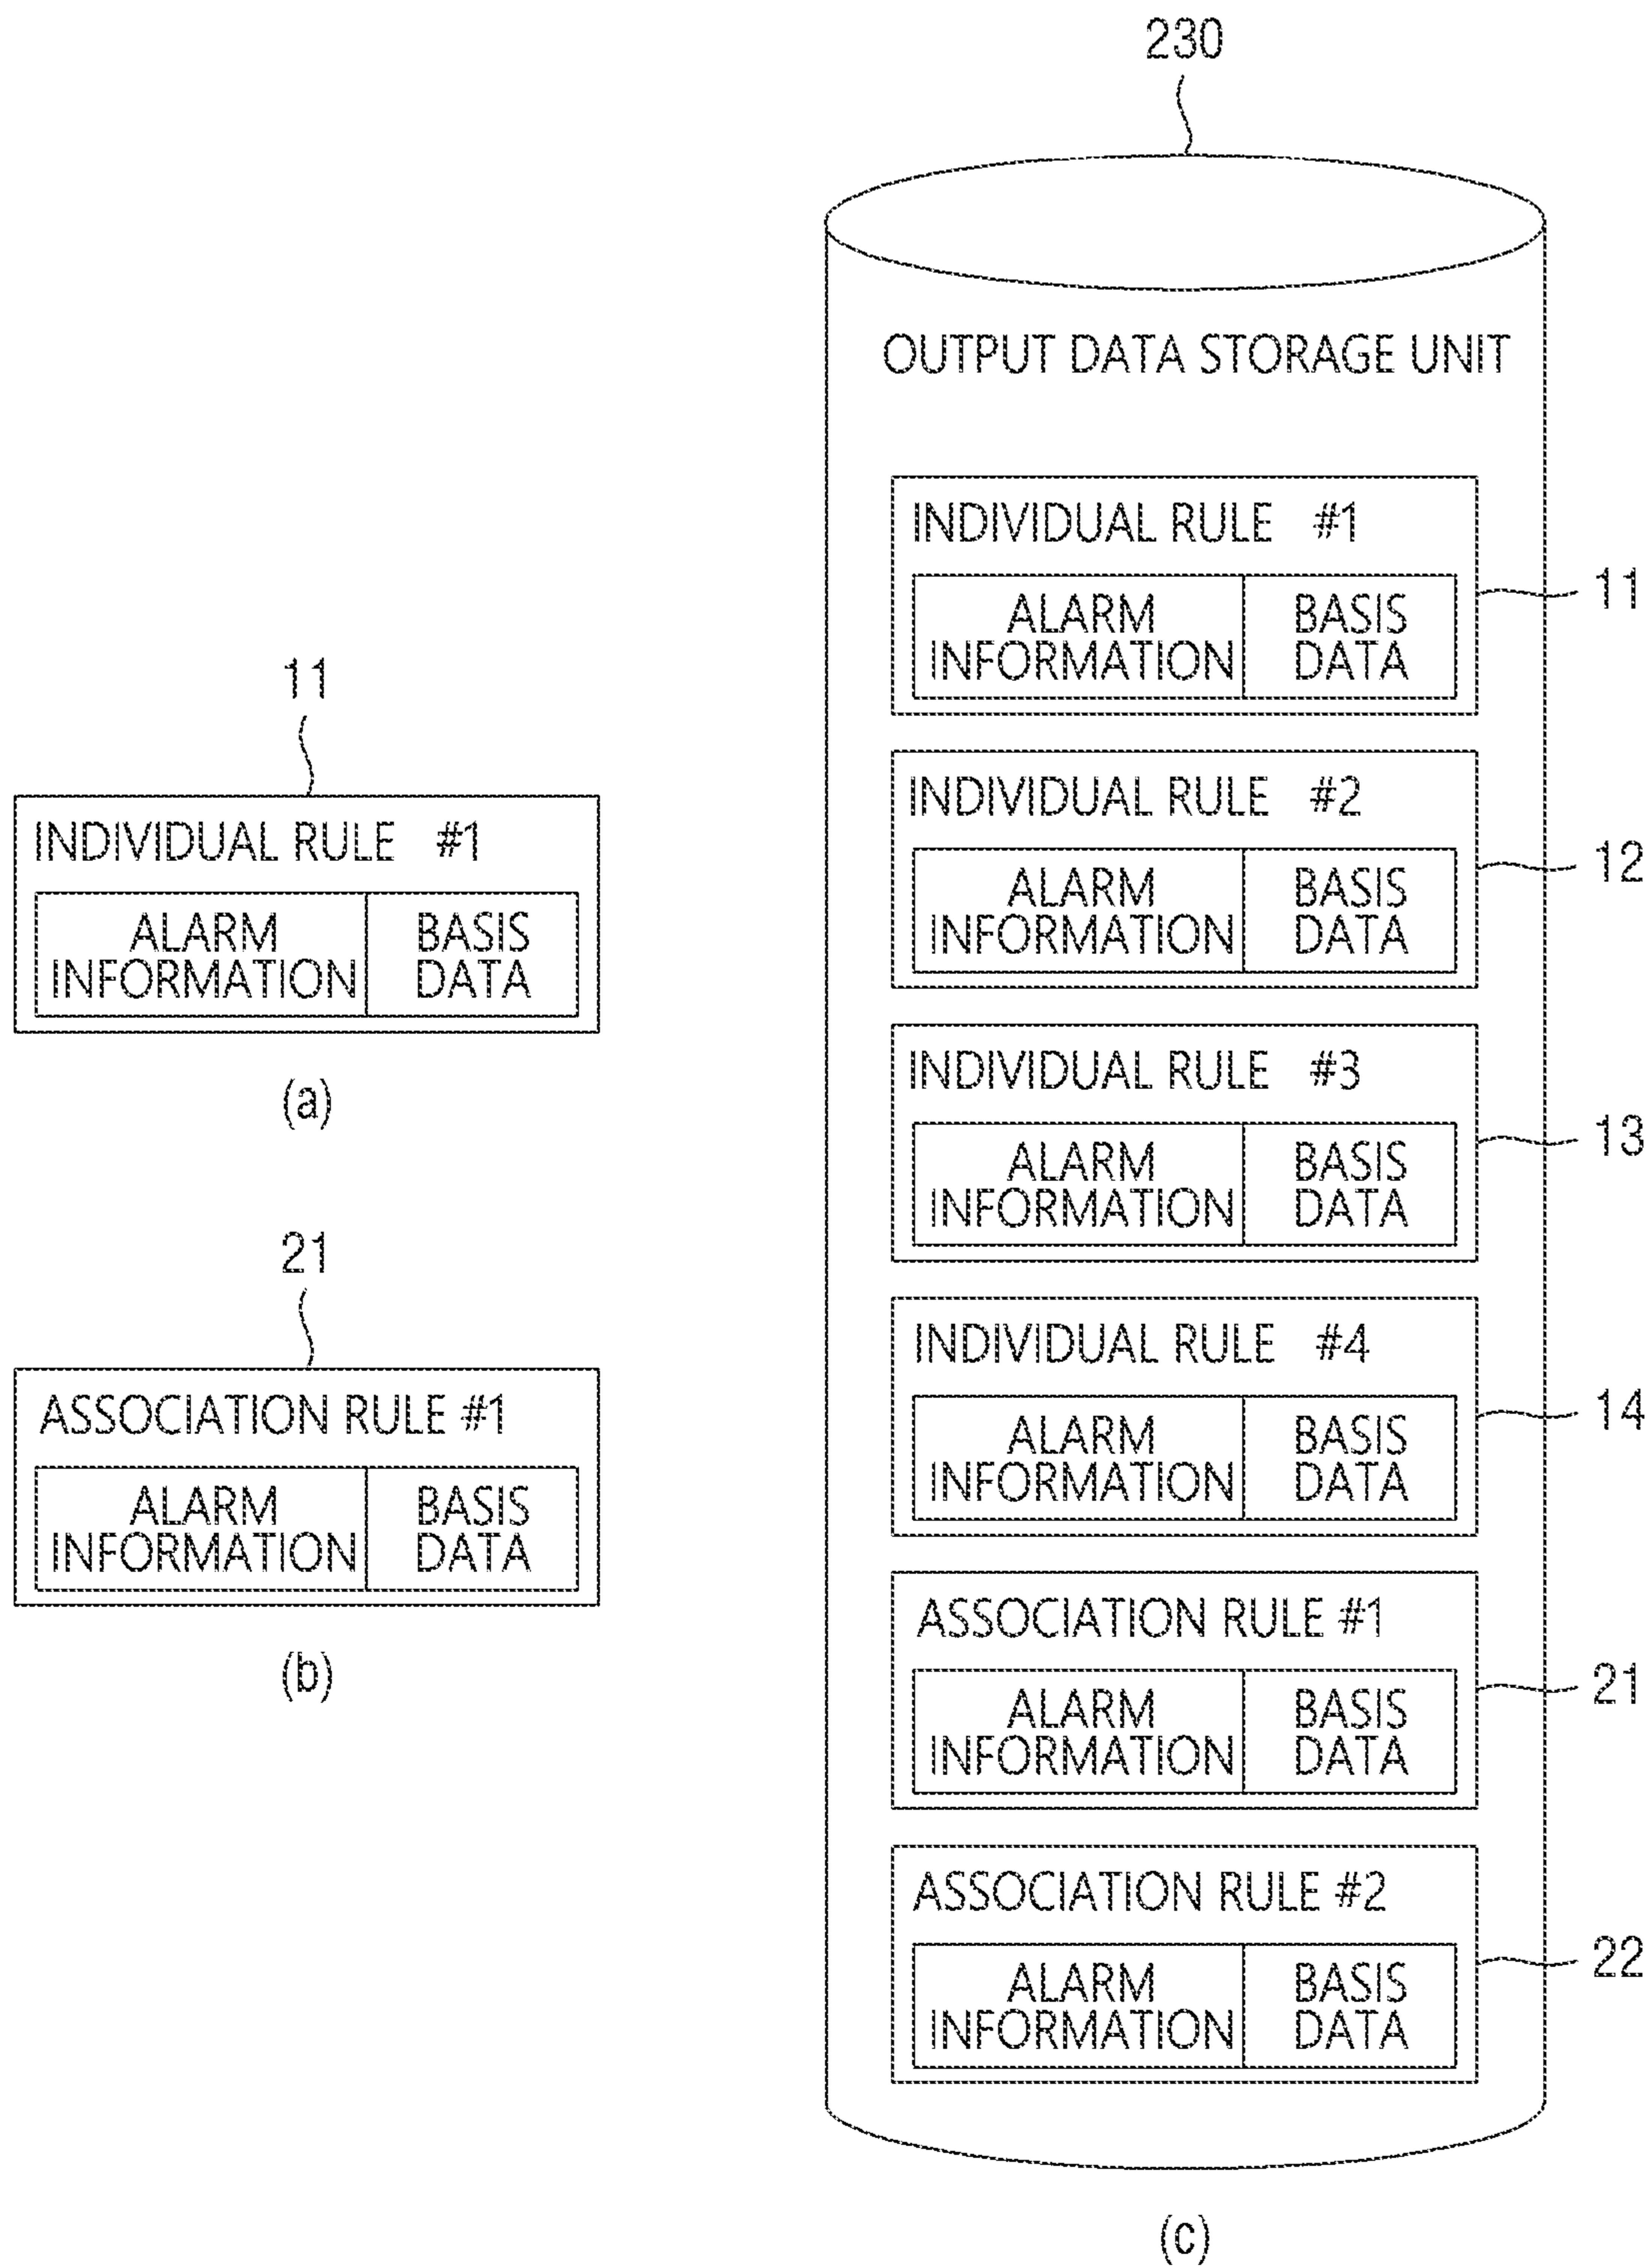 11
INDIVIDUAL RULE #1
ALARM
INFORMATION
BASIS
DATA
(a)
21
ASSOCIATION RULE #1
ALARM
INFORMATION
BASIS
DATA
(b)
230
OUTPUT DATA STORAGE UNIT
INDIVIDUAL RULE #1
ALARM
INFORMATION
BASIS
DATA
11
INDIVIDUAL RULE #2
ALARM
INFORMATION
BASIS
DATA
12
INDIVIDUAL RULE #3
ALARM
INFORMATION
BASIS
DATA
13
INDIVIDUAL RULE #4
ALARM
INFORMATION
BASIS
DATA
14
ASSOCIATION RULE #1
ALARM
INFORMATION
BASIS
DATA
21
ASSOCIATION RULE #2
ALARM
INFORMATION
BASIS
DATA
22
(c)